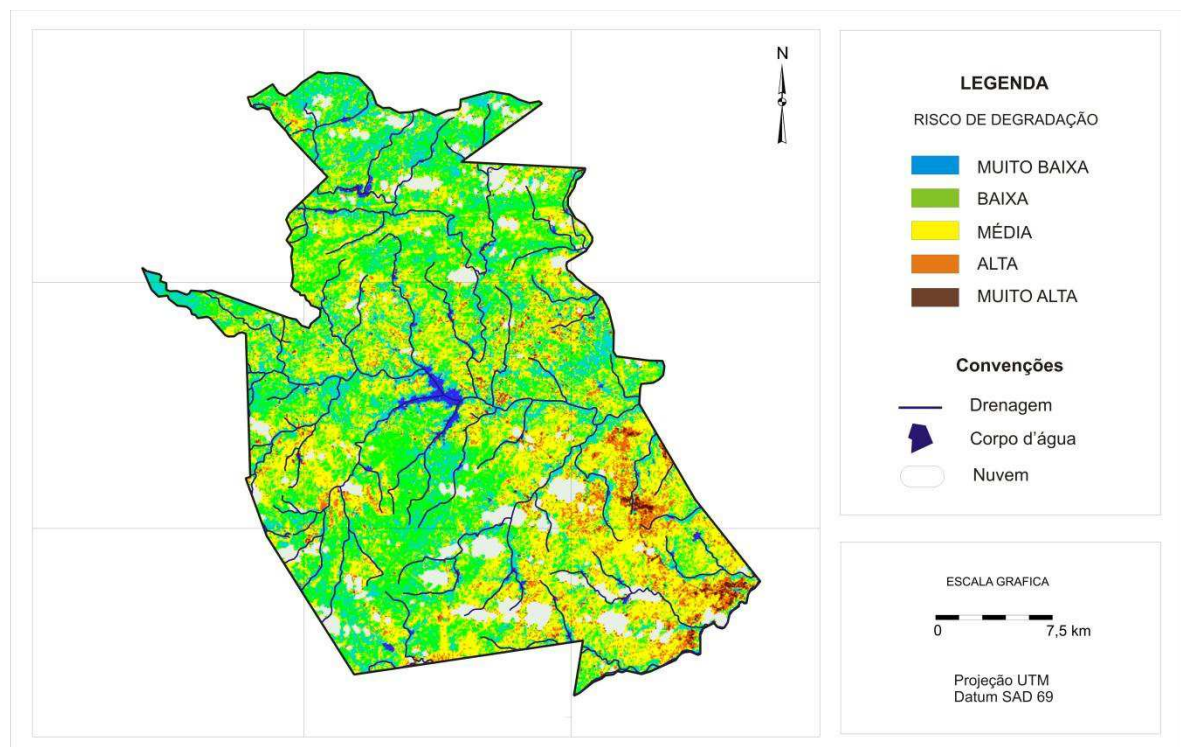 N
LEGENDA
RISCO DE DEGRADAÇÃO
MUITO BAIXA
BAIXA
MÉDIA
ALTA
MUITO ALTA
Convenções
Drenagem
Corpo d'água
Nuvem
ESCALA GRAFICA
0 7,5 km
Projeção UTM
Datum SAD 69